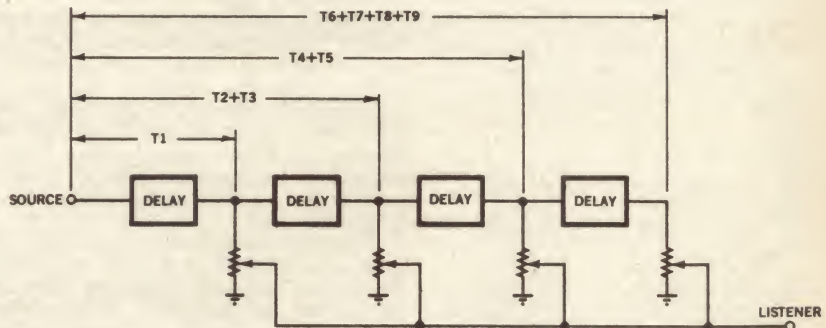 T6+T7+T8+T9
T4+T5
T2+T3
T1
SOURCE DELAY DELAY DELAY DELAY
LISTENER